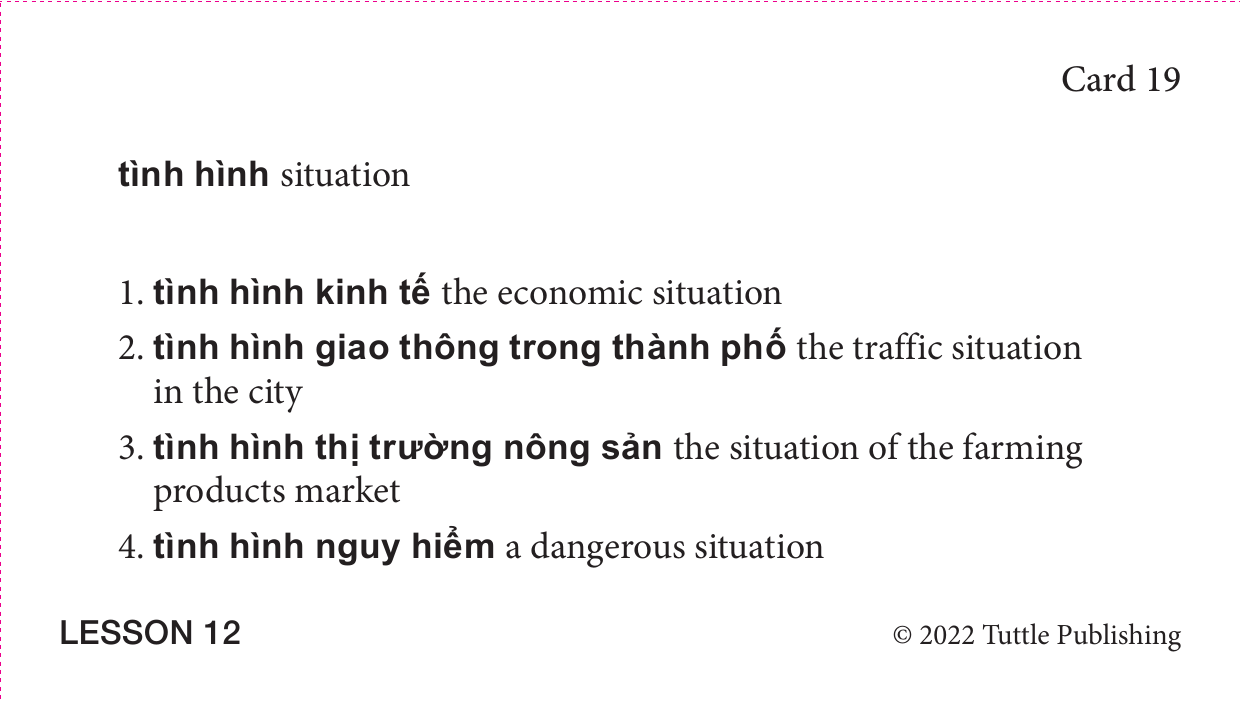 Card 19
tình hình situation
1. tình hình kinh tế the economic situation
2. tình hình giao thông trong thành phố the traffic situation
in the city
3. tình hình thị trường nông sản the situation of the farming
products market
4. tình hình nguy hiểm a dangerous situation
LESSON 12
© 2022 Tuttle Publishing